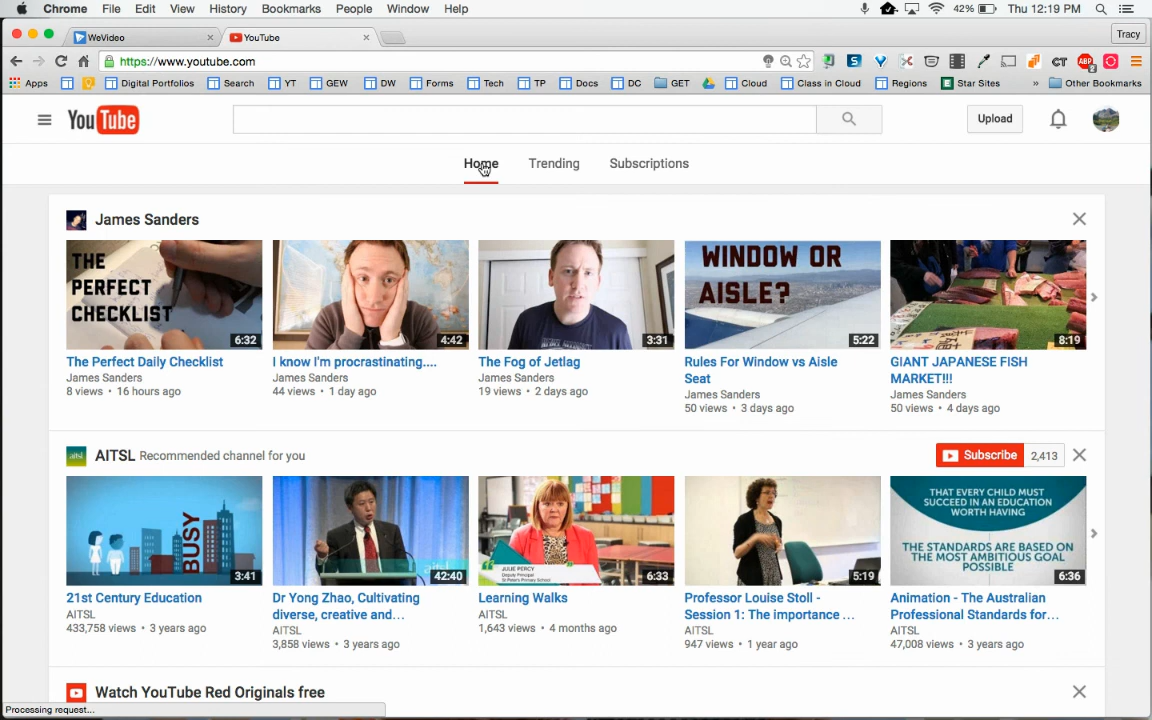 Chrome File Edit View History Bookmarks People Window Help 42% Thu 12:19 PM
WeVideo YouTube Tracy
https://www.youtube.com
Apps Digital Portfolios Search YT GEW DW Forms Tech TP Docs DC GET Cloud Class in Cloud Regions Star Sites » Other Bookmarks
YouTube Upload
Home Trending Subscriptions
James Sanders
THE PERFECT CHECKLIST
WINDOW OR AISLE?
6:32 4:42 3:31 5:22 8:19
The Perfect Daily Checklist
James Sanders
8 views • 16 hours ago
I know I'm procrastinating....
James Sanders
44 views • 1 day ago
The Fog of Jetlag
James Sanders
19 views • 2 days ago
Rules For Window vs Aisle
Seat
James Sanders
50 views • 3 days ago
GIANT JAPANESE FISH
MARKET!!!
James Sanders
50 views • 4 days ago
AITSL Recommended channel for you Subscribe 2,413
BUSY
JULIE PERCY
Deputy Principal
St Peters Primary School
THAT EVERY CHILD MUST
SUCCEED IN AN EDUCATION
WORTH HAVING
THE STANDARDS ARE BASED ON
THE MOST AMBITIOUS GOAL
POSSIBLE
3:41 42:40 6:33 5:19 6:36
21st Century Education
AITSL
433,758 views • 3 years ago
Dr Yong Zhao, Cultivating
diverse, creative and...
AITSL
3,858 views • 3 years ago
Learning Walks
AITSL
1,643 views • 4 months ago
Professor Louise Stoll -
Session 1: The importance ...
AITSL
947 views • 1 year ago
Animation - The Australian
Professional Standards for...
AITSL
47,008 views • 3 years ago
Watch YouTube Red Originals free
Processing request...